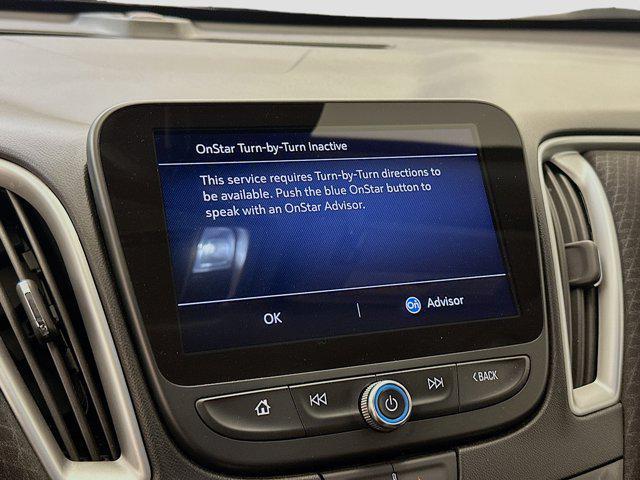 OnStar Turn-by-Turn Inactive
This service requires Turn-by-Turn directions to
be available. Push the blue OnStar button to
speak with an OnStar Advisor.
OK
on Advisor
BACK